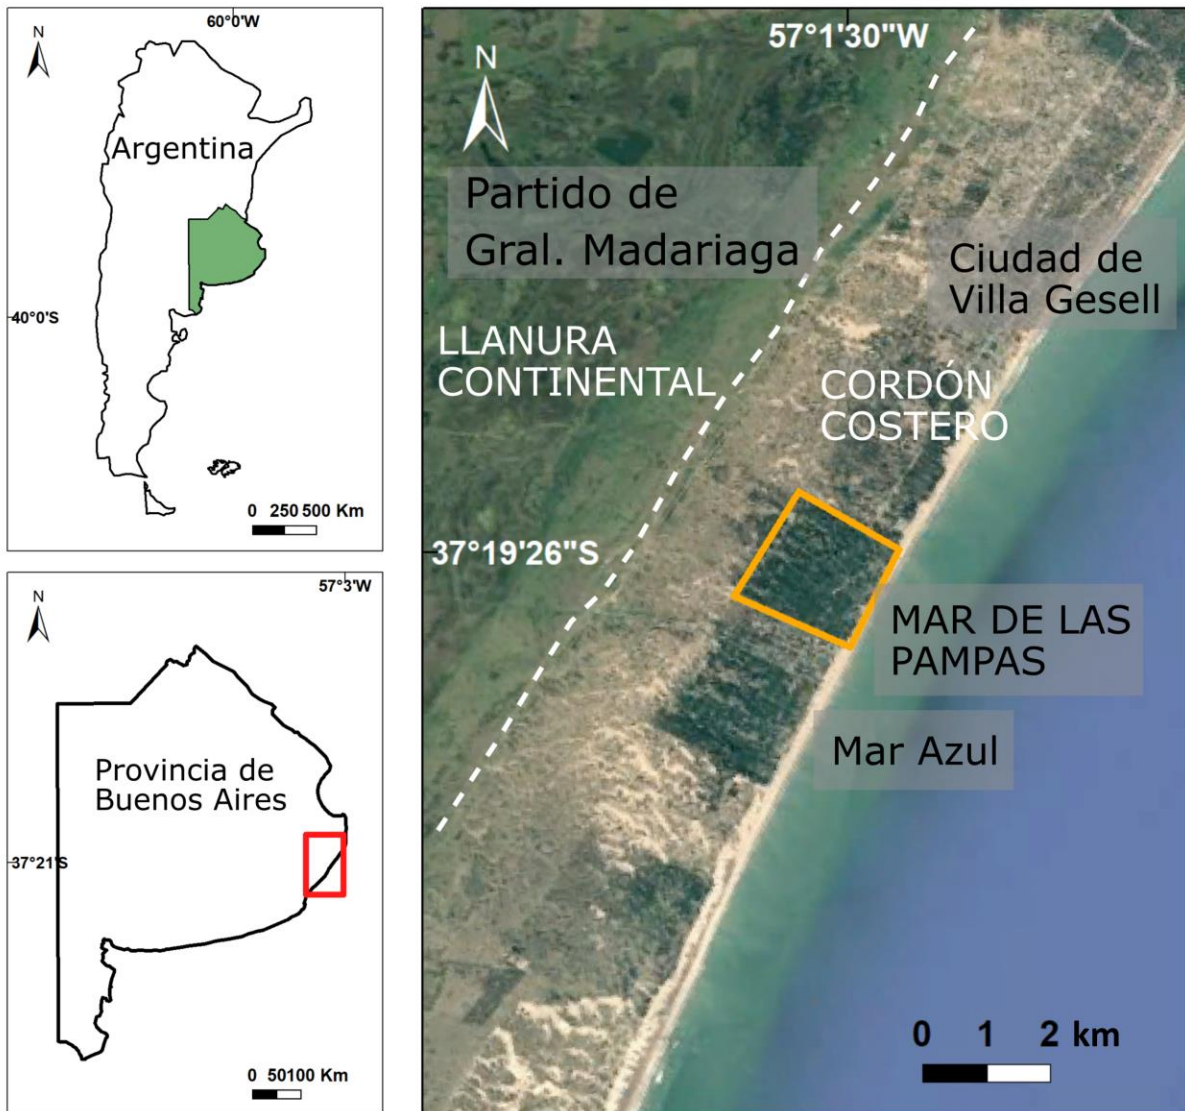 60°0'W
N
Argentina
40°0'S
0 250 500 Km
57°3'W
N
Provincia de
Buenos Aires
37°21'S
0 50100 Km
57°1'30"W
N
Partido de
Gral. Madariaga
Ciudad de
Villa Gesell
LLANURA
CONTINENTAL
CORDÓN
COSTERO
37°19'26"S
MAR DE LAS
PAMPAS
Mar Azul
0 1 2 km